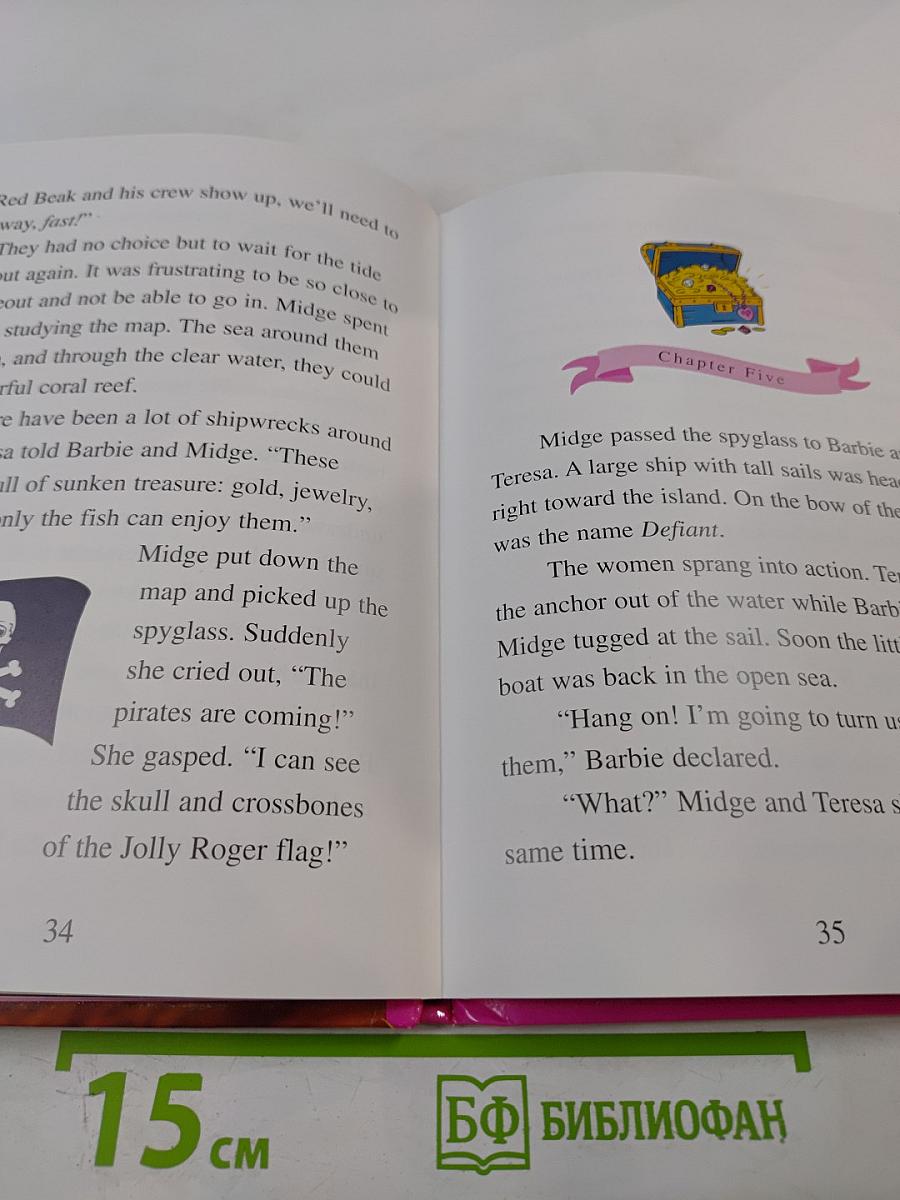 Red Beak and his crew show up, we'll need to
way, fast!"
They had no choice but to wait for the tide
out again. It was frustrating to be so close to
and not be able to go in. Midge spent
studying the map. The sea around them
, and through the clear water, they could
coral reef.
have been a lot of shipwrecks around
told Barbie and Midge. “These
of sunken treasure: gold, jewelry,
only the fish can enjoy them.”
Midge put down the
map and picked up the
spyglass. Suddenly
she cried out, “The
pirates are coming!”
She gasped. “I can see
the skull and crossbones
of the Jolly Roger flag!”
34
Chapter Five
Midge passed the spyglass to Barbie
Teresa. A large ship with tall sails was
right toward the island. On the bow of the
was the name Defiant.
The women sprang into action.
the anchor out of the water while
Midge tugged at the sail. Soon the
boat was back in the open sea.
“Hang on! I’m going to turn
them,” Barbie declared.
“What?” Midge and Teresa
same time.
35
15 см
БФ БИБЛИОФАН